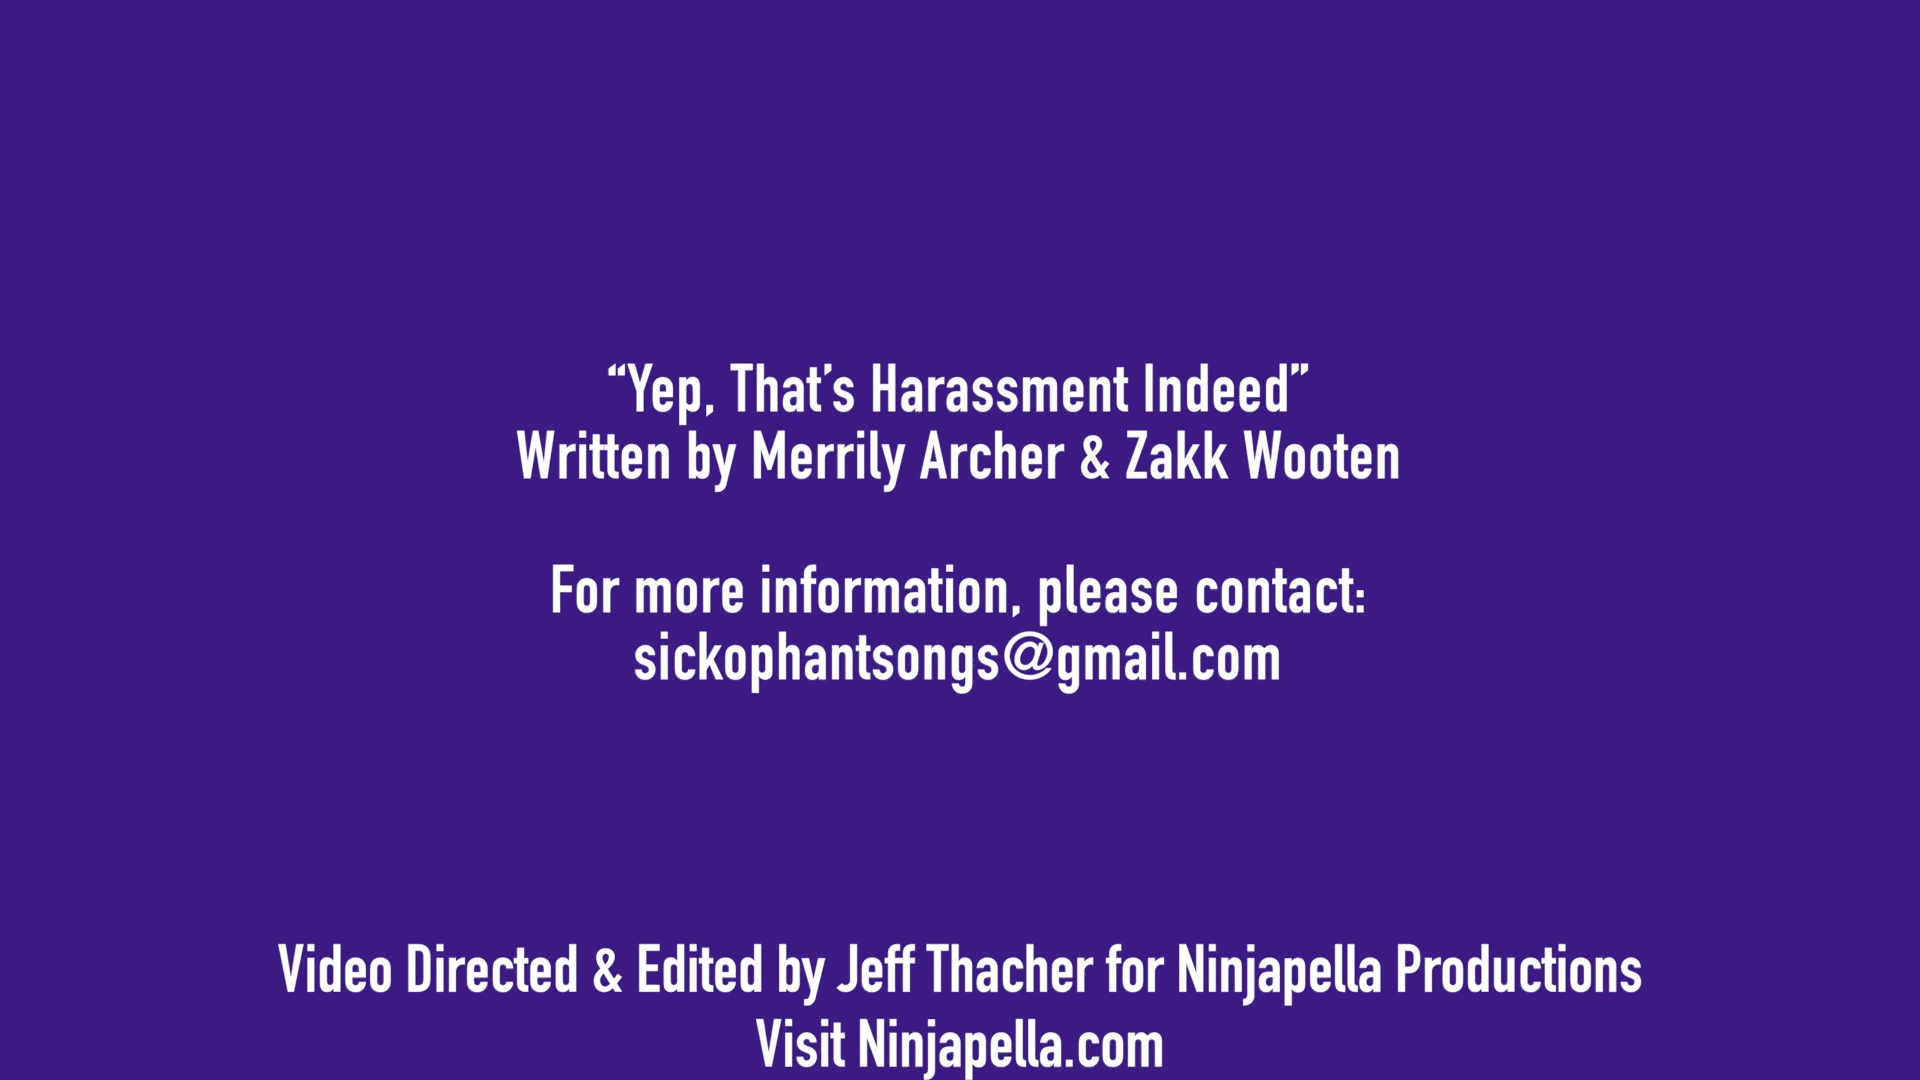 “Yep, That’s Harassment Indeed”
Written by Merrily Archer & Zakk Wooten
For more information, please contact:
sickophantsongs@gmail.com
Video Directed & Edited by Jeff Thacher for Ninjapella Productions
Visit Ninjapella.com